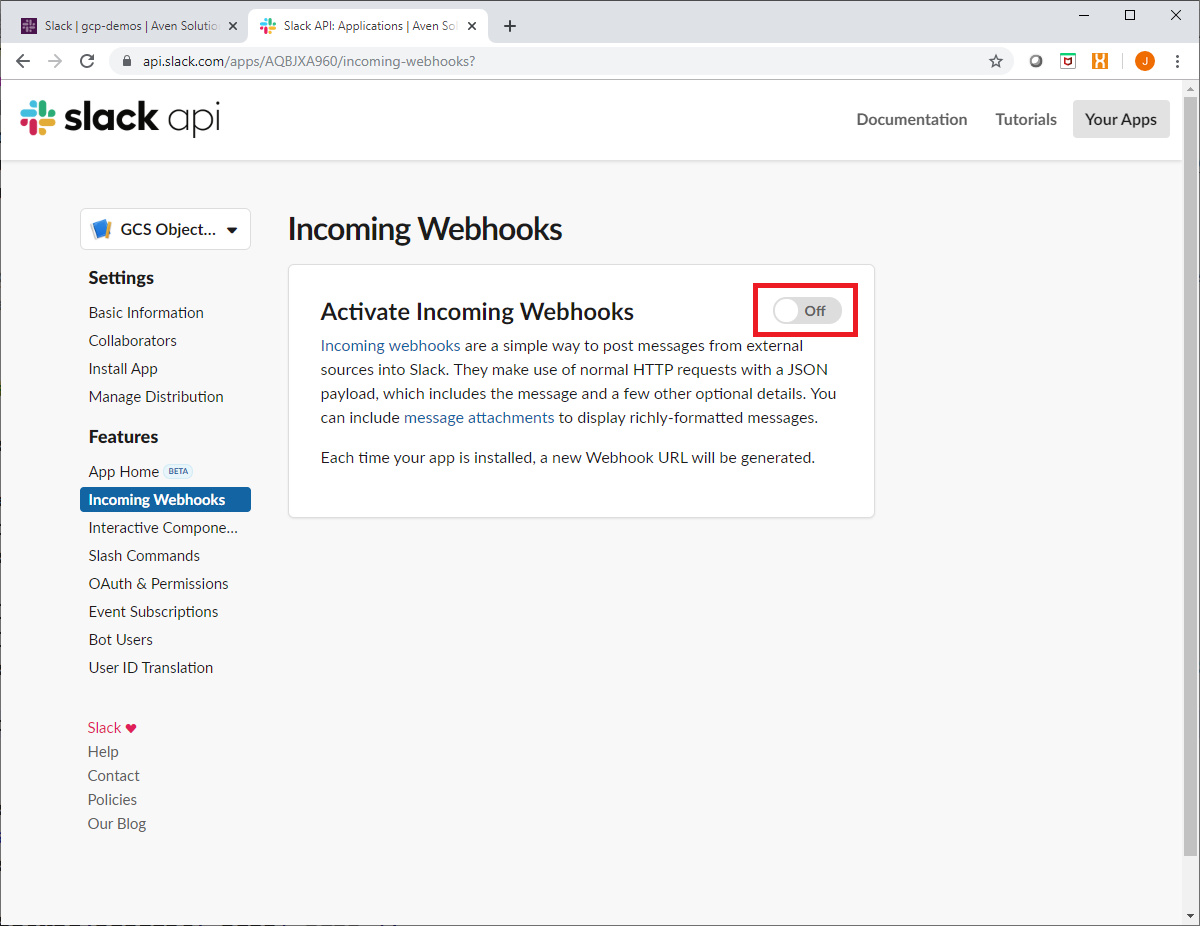 Slack | gcp-demos | Aven Solutio
Slack API: Applications | Aven So
api.slack.com/apps/AQBJXA960/incoming-webhooks?
J
slack api
Documentation
Tutorials
Your Apps
GCS Object...
Settings
Basic Information
Collaborators
Install App
Manage Distribution
Features
App Home BETA
Incoming Webhooks
Interactive Compone...
Slash Commands
OAuth & Permissions
Event Subscriptions
Bot Users
User ID Translation
Slack ♥
Help
Contact
Policies
Our Blog
Incoming Webhooks
Activate Incoming Webhooks
Off
Incoming webhooks are a simple way to post messages from external
sources into Slack. They make use of normal HTTP requests with a JSON
payload, which includes the message and a few other optional details. You
can include message attachments to display richly-formatted messages.
Each time your app is installed, a new Webhook URL will be generated.